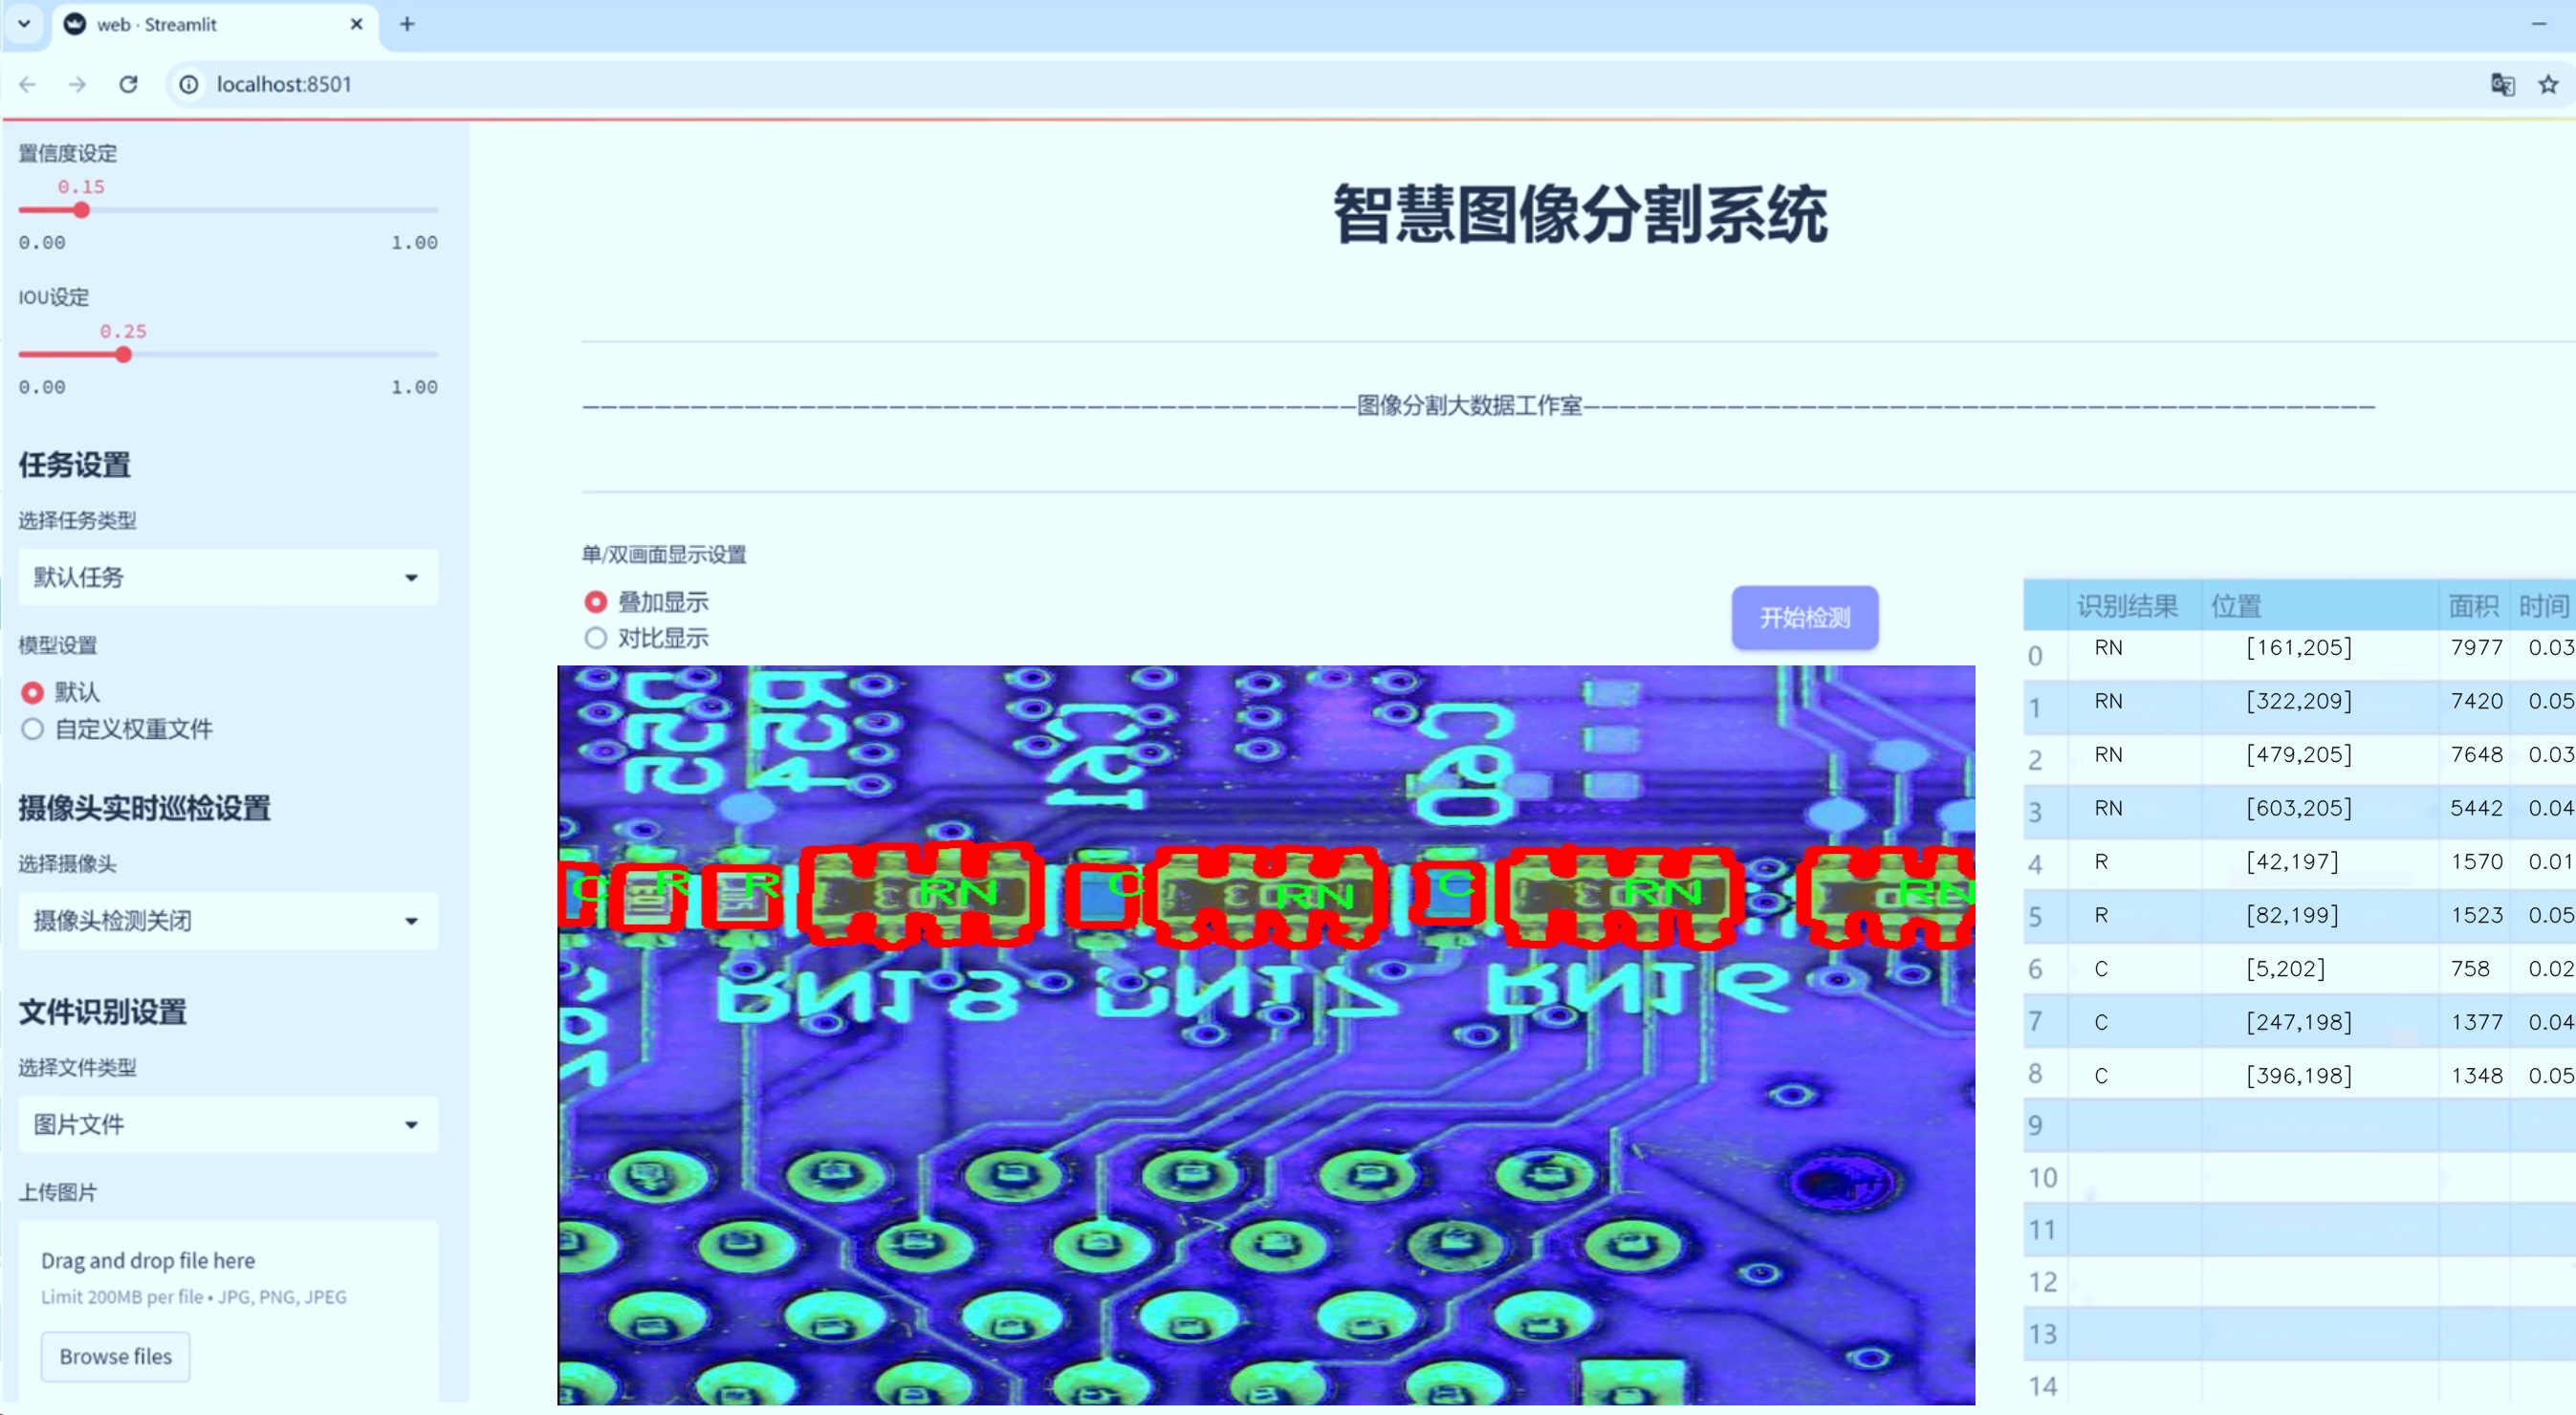 web · Streamlit
localhost:8501
置信度设定
0.15
0.00 1.00
IOU设定
0.25
0.00 1.00
任务设置
选择任务类型
默认任务
模型设置
默认
自定义权重文件
摄像头实时巡检设置
选择摄像头
摄像头检测关闭
文件识别设置
选择文件类型
图片文件
上传图片
Drag and drop file here
Limit 200MB per file • JPG, PNG, JPEG
Browse files
智慧图像分割系统
图像分割大数据工作室
单/双画面显示设置
叠加显示
对比显示
开始检测
C R R RN C RN C RN RN
RN18 RN17 RN16
识别结果 位置 面积 时间
0 RN [161,205] 7977 0.03
1 RN [322,209] 7420 0.05
2 RN [479,205] 7648 0.03
3 RN [603,205] 5442 0.04
4 R [42,197] 1570 0.01
5 R [82,199] 1523 0.05
6 C [5,202] 758 0.02
7 C [247,198] 1377 0.04
8 C [396,198] 1348 0.05
9
10
11
12
13
14